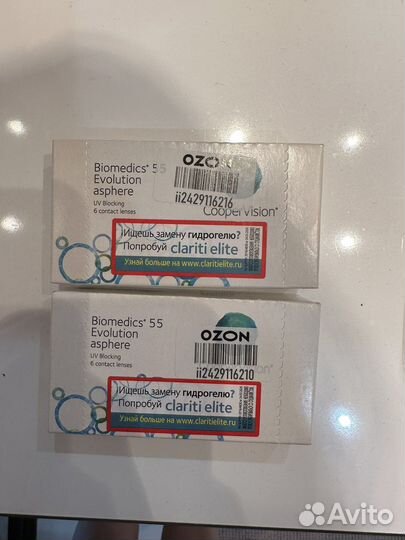 Biomedics® 55
Evolution
asphere
UV Blocking
6 contact lenses
OZON
ii2429116216
CooperVision®
Ищешь замену гидрогелю?
Попробуй clariti elite
Узнай больше на www.claritielite.ru
Biomedics® 55
Evolution
asphere
UV Blocking
6 contact lenses
OZON
ii2429116210
Ищешь замену гидрогелю?
Попробуй clariti elite
Узнай больше на www.claritielite.ru
Avito